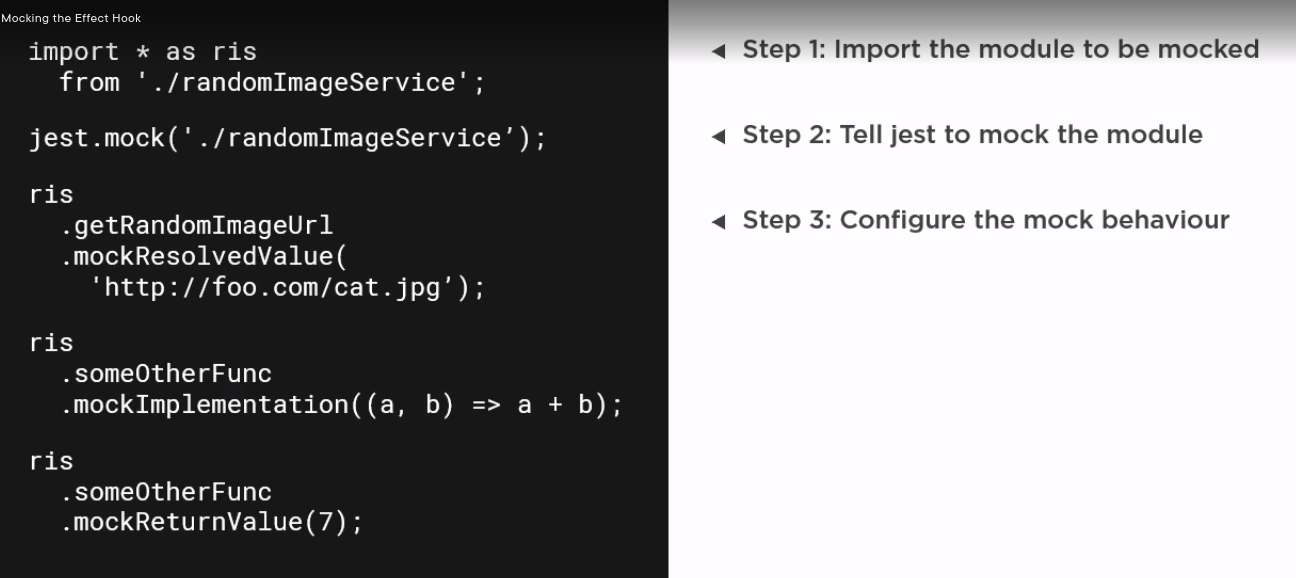 Mocking the Effect Hook
import * as ris
from './randomImageService';
jest.mock('./randomImageService’);
ris
.getRandomImageUrl
.mockResolvedValue(
'http://foo.com/cat.jpg’);
ris
.someOtherFunc
.mockImplementation((a, b) => a + b);
ris
.someOtherFunc
.mockReturnValue(7);
◄ Step 1: Import the module to be mocked
◄ Step 2: Tell jest to mock the module
◄ Step 3: Configure the mock behaviour